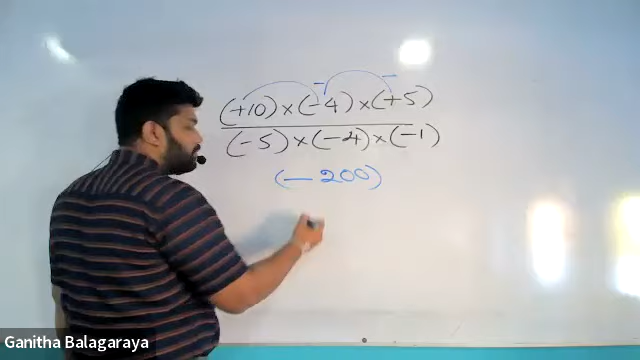 (+10) × (-4) × (+5)
(-5) × (-4) × (-1)
(-200)
Ganitha Balagaraya